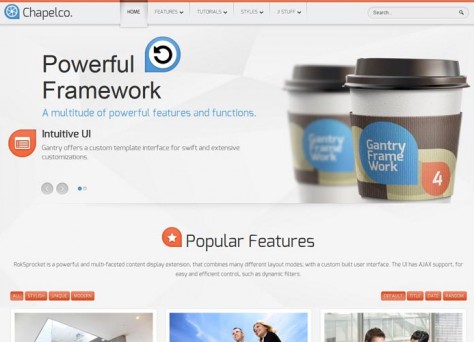 Chapelco.
HOME FEATURES TUTORIALS STYLES J! STUFF Search...
Powerful
Framework
A multitude of powerful features and functions.
Intuitive UI
Gantry offers a custom template interface for swift and extensive
customizations.
Gantry
Frame
Work
Gantry
Frame
Work
4
Popular Features
RokSprocket is a powerful and multi-faceted content display extension, that combines many different layout modes, with a custom built user interface. The UI has AJAX support, for
easy and efficient control, such as dynamic filters.
ALL STYLISH UNIQUE MODERN DEFAULT TITLE DATE RANDOM